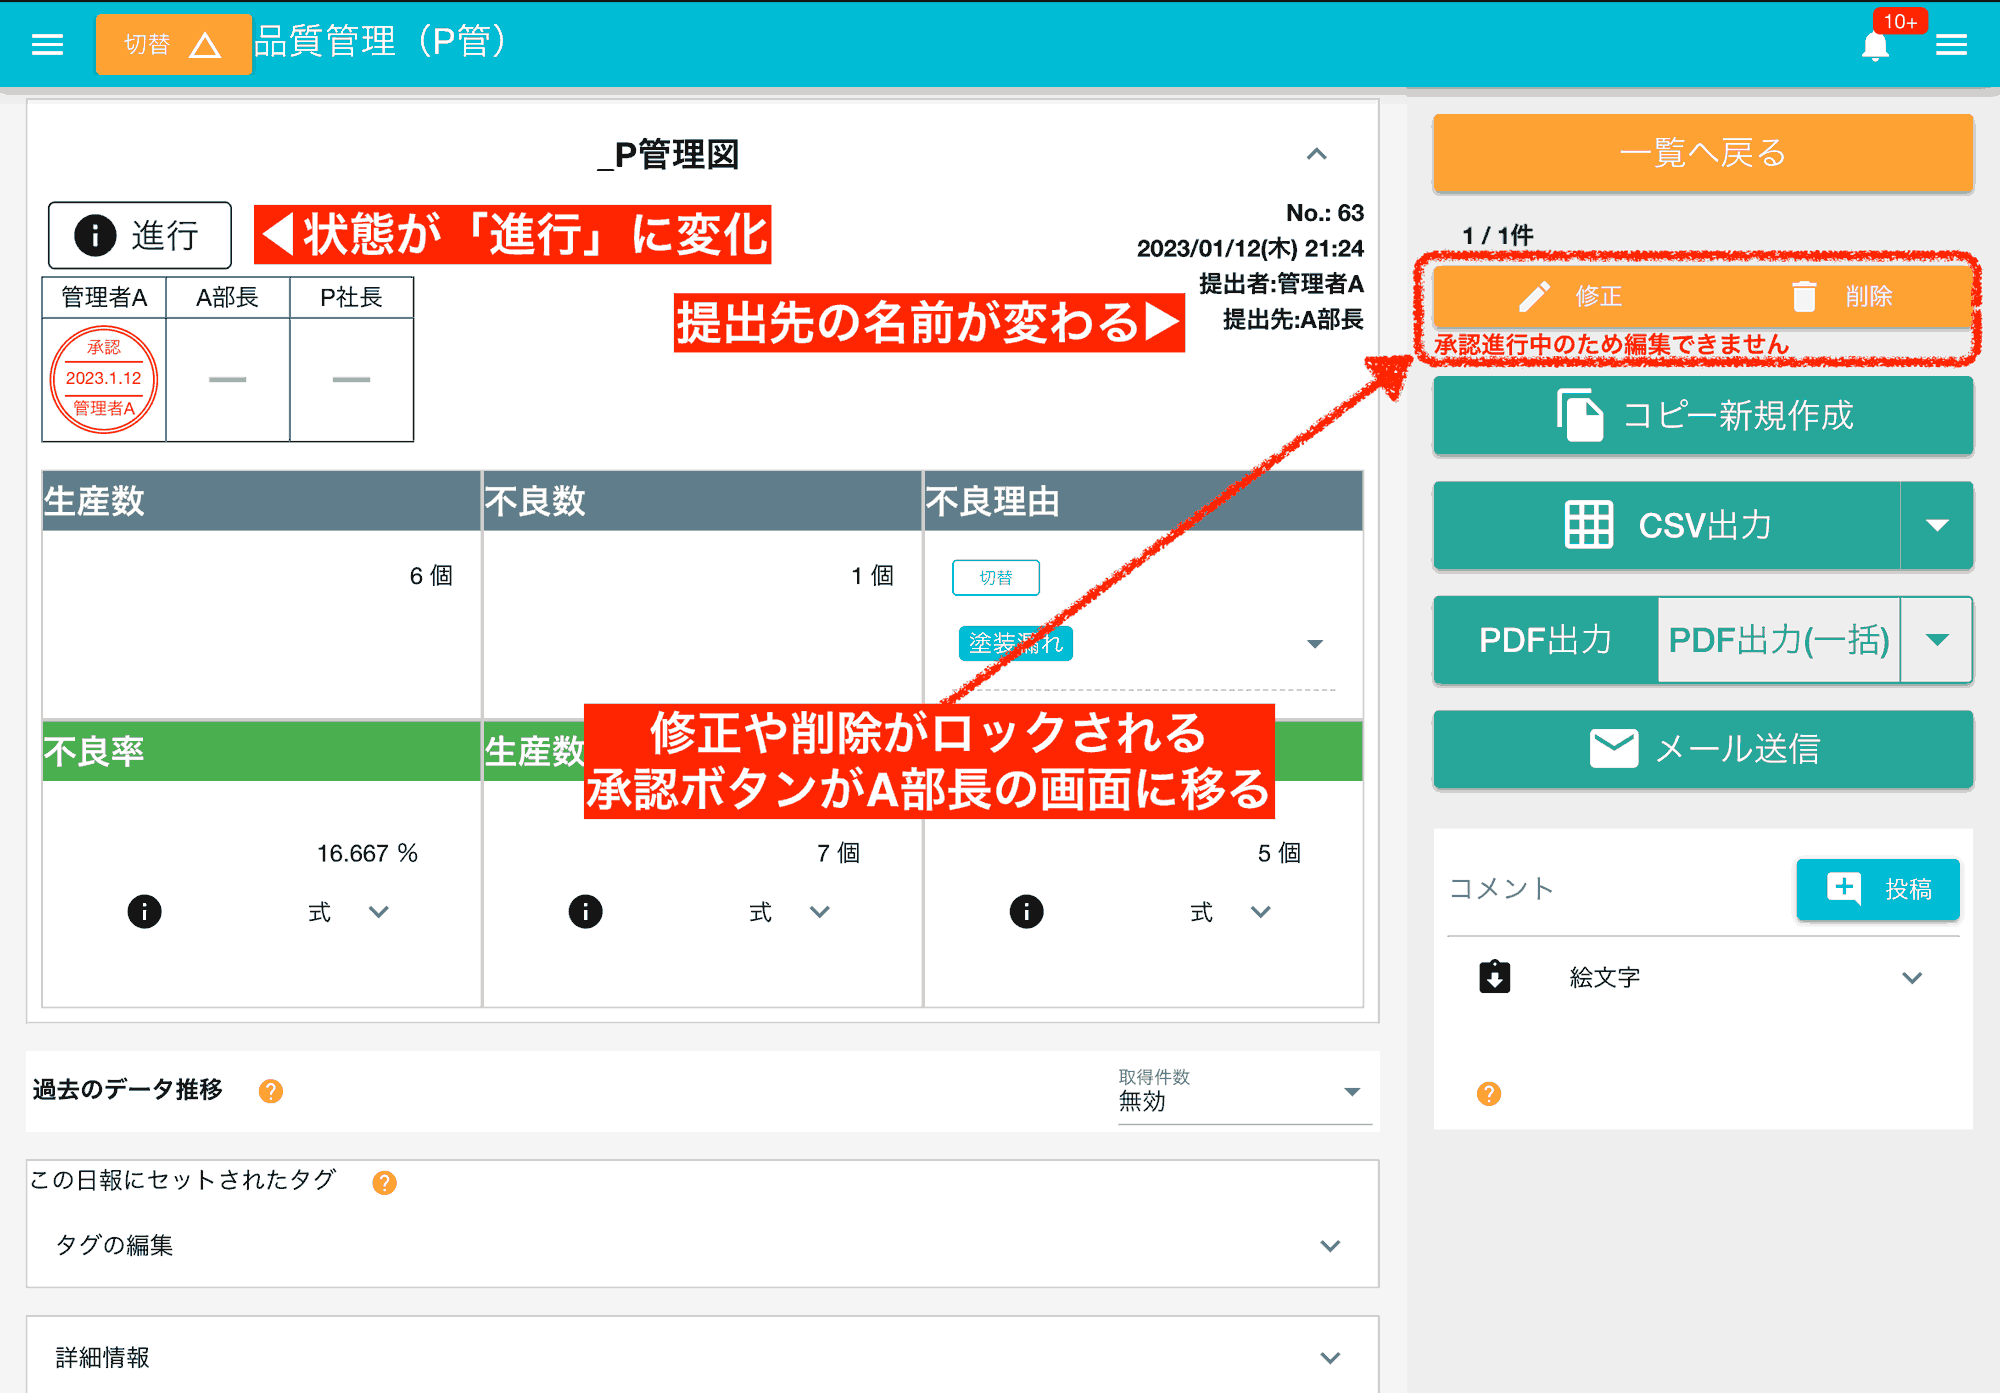 切替
品質管理（P管）
10+
_P管理図
進行
◀状態が「進行」に変化
No.: 63
2023/01/12(木) 21:24
提出者:管理者A
提出先:A部長
提出先の名前が変わる▶
管理者A A部長 P社長
承認
2023.1.12
管理者A
— —
生産数 不良数 不良理由
6 個 1 個
切替
塗装漏れ
修正や削除がロックされる
承認ボタンがA部長の画面に移る
不良率 生産数
16.667 % 7 個 5 個
式 式 式
過去のデータ推移 ?
取得件数
無効
この日報にセットされたタグ ?
タグの編集
詳細情報
一覧へ戻る
1 / 1件
修正 削除
承認進行中のため編集できません
コピー新規作成
CSV出力
PDF出力 PDF出力(一括)
メール送信
コメント
投稿
絵文字
?